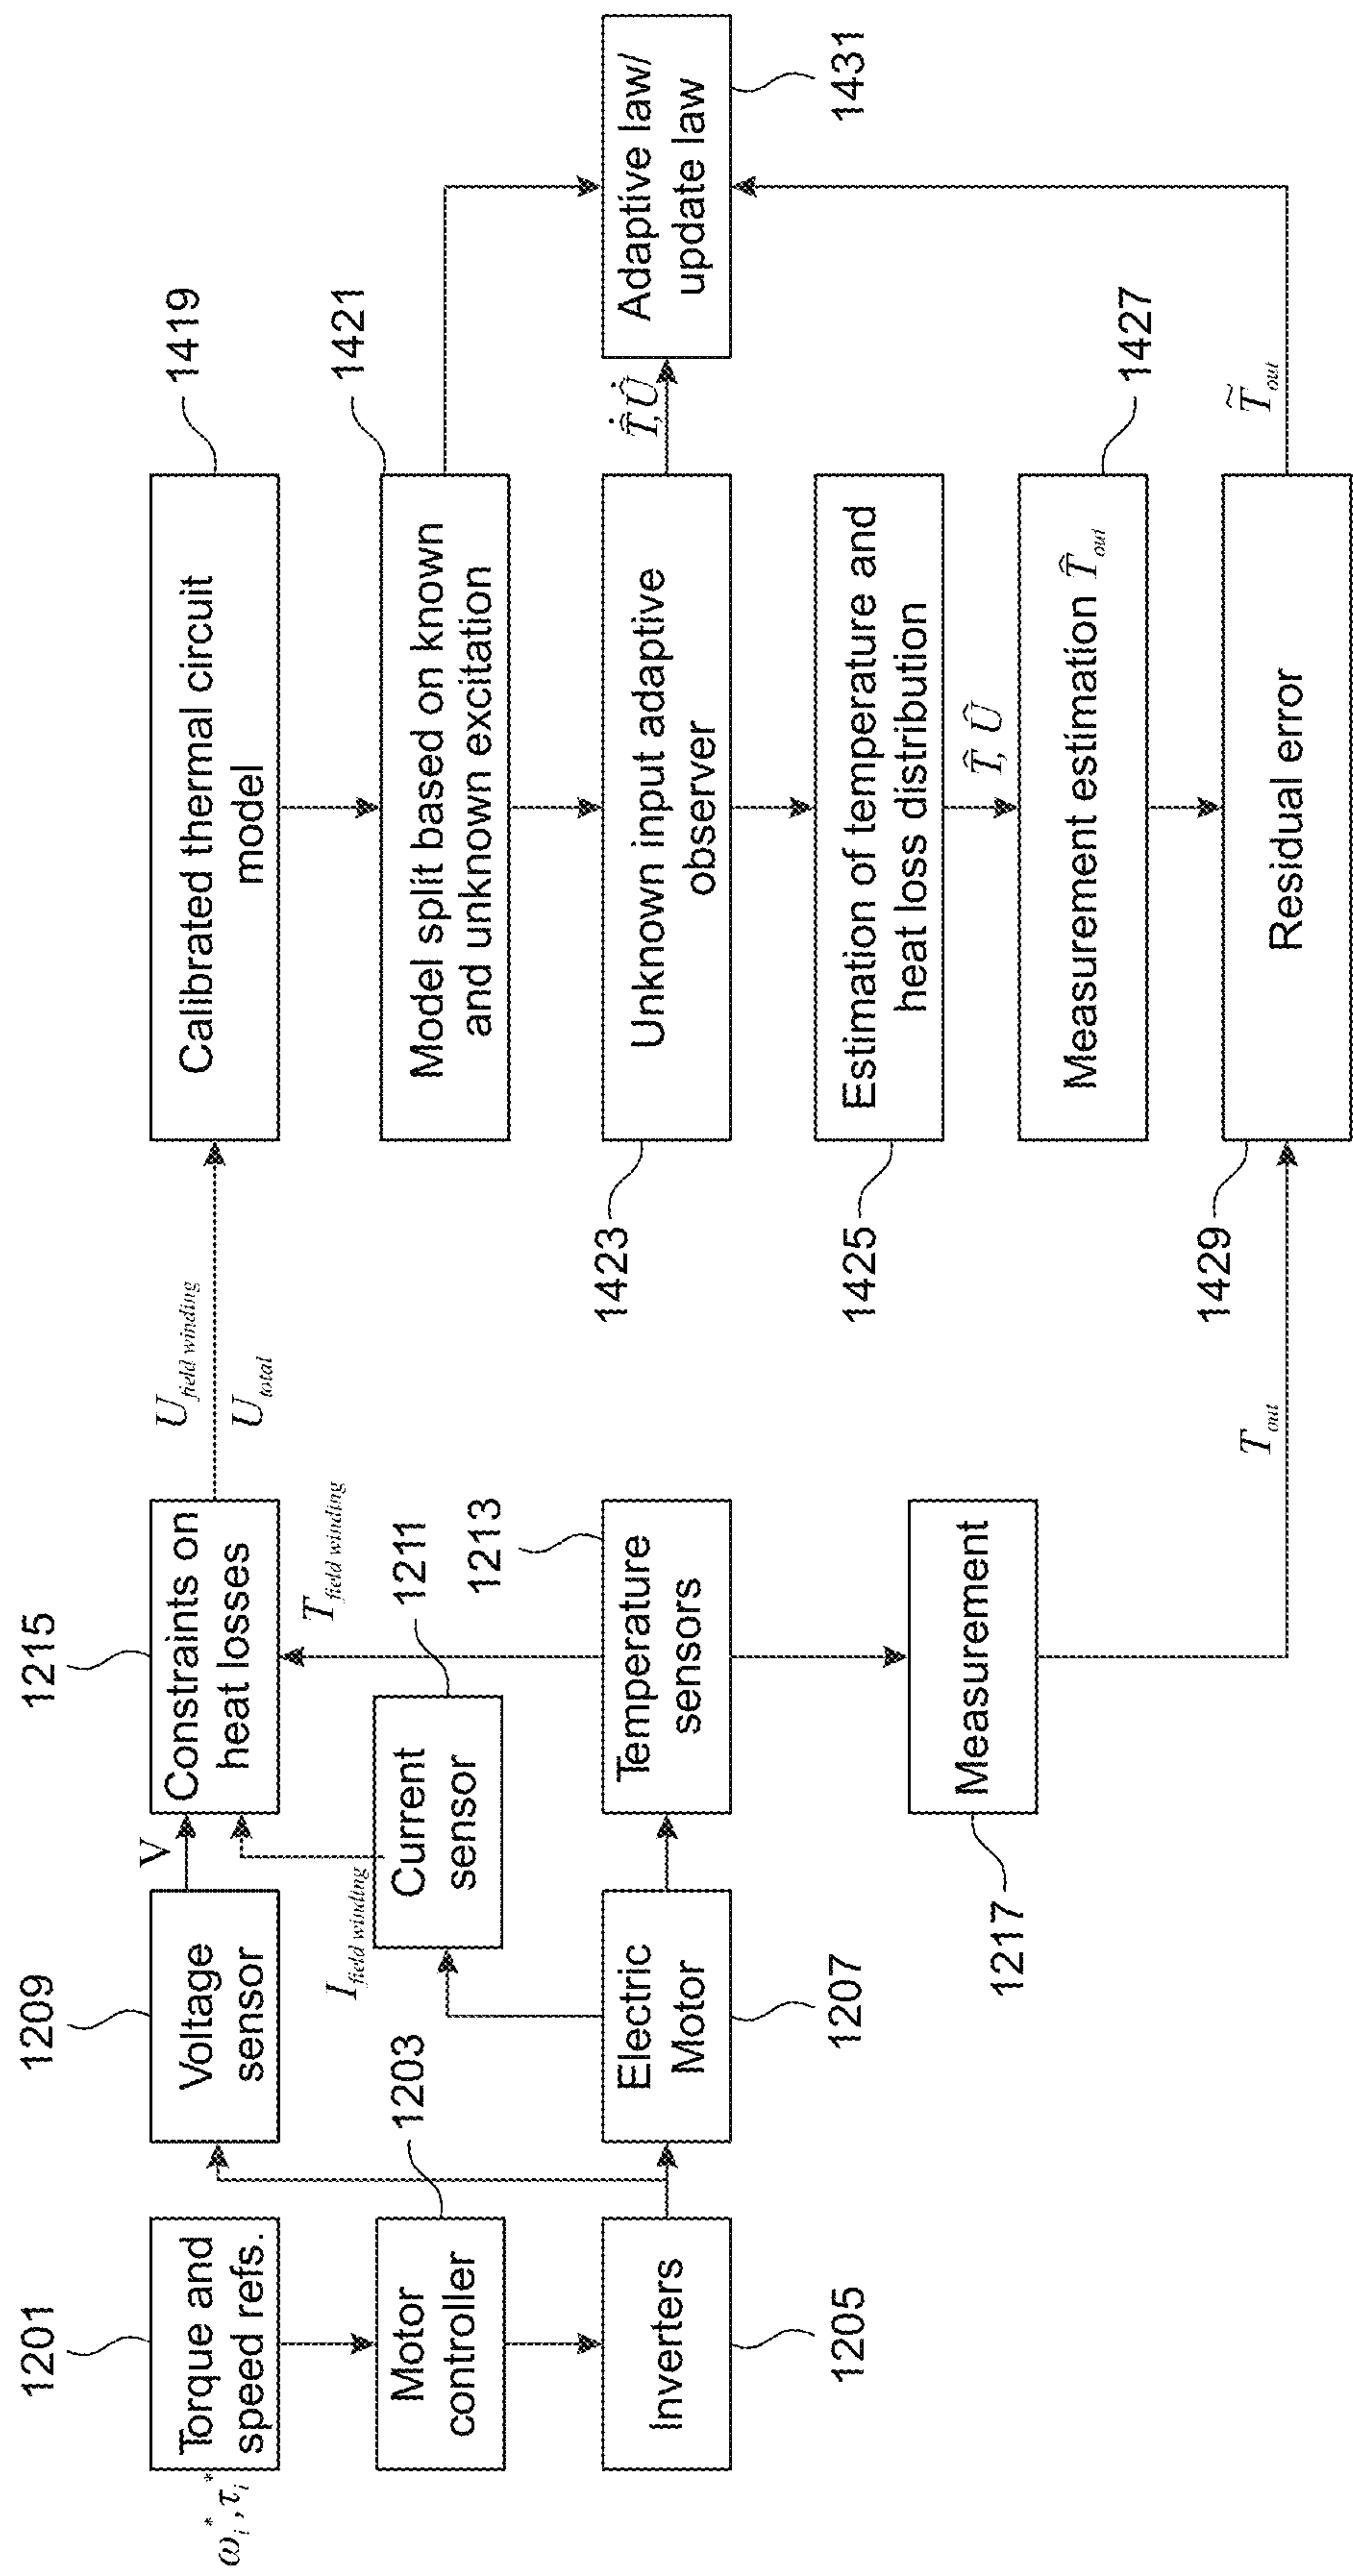 1201
Torque and
speed refs.
ωᵢ*, τᵢ*
Motor
controller
1203
Inverters
1205
1209
Voltage
sensor
V
Electric
Motor
1207
I field winding
Current
sensor
1211
1215
Constraints on
heat losses
T field winding
Temperature
sensors
1213
Measurement
1217
U field winding
U total
T out
Calibrated thermal circuit
model
1419
Model split based on known
and unknown excitation
1421
Unknown input adaptive
observer
1423
Estimation of temperature and
heat loss distribution
1425
T̂, Û
Measurement estimation T̂ out
1427
Residual error
1429
T̂̇, Û̇
T̃ out
Adaptive law/
update law
1431